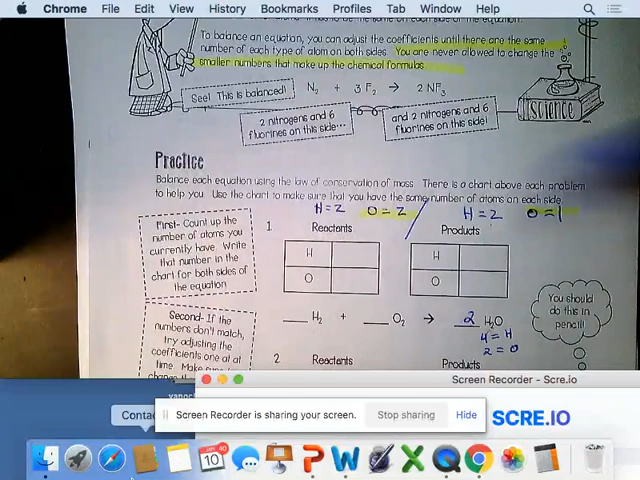 Chrome File Edit View History Bookmarks Profiles Tab Window Help
To balance an equation, you can adjust the coefficients until there are the same
number of each type of atom on both sides. You are never allowed to change the
smaller numbers that make up the chemical formulas.
See! This is balanced!
N₂ + 3 F₂ → 2 NF₃
2 nitrogens and 6
fluorines on this side...
and 2 nitrogens and 6
fluorines on this side!
science
Practice
Balance each equation using the law of conservation of mass. There is a chart above each problem
to help you. Use the chart to make sure that you have the same number of atoms on each side.
H=2 O=2 / H=2 O=1
First- Count up the
number of atoms you
currently have. Write
that number in the
chart for both sides of
the equation
1. Reactants Products
H H
O O
___H₂ + ___O₂ → 2 H₂O
4=H
2=O
You should
do this in
pencil!
Second- If the
numbers don't match,
try adjusting the
coefficients one at a
time. Make
2 Reactants Products
Screen Recorder - Scre.io
Screen Recorder is sharing your screen. Stop sharing Hide
SCRE.IO
Contac
10